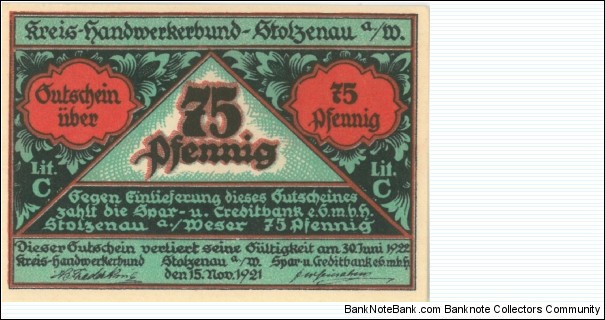 Kreis-Handwerkerbund-Stolzenau a/W.
Gutschein
über
75
Pfennig
75
Pfennig
Lit.
C
Lit.
C
Gegen Einlieferung dieses Gutscheines
zahlt die Spar- u. Creditbank e.G.m.b.H.
Stolzenau a./Weser 75 Pfennig
Dieser Gutschein verliert seine Gültigkeit am 30. Juni 1922
Kreis-Handwerkerbund Stolzenau a/W. Spar- u. Creditbank e.G.m.b.H.
den 15. Nov. 1921
BankNoteBank.com - Banknote Collectors Community